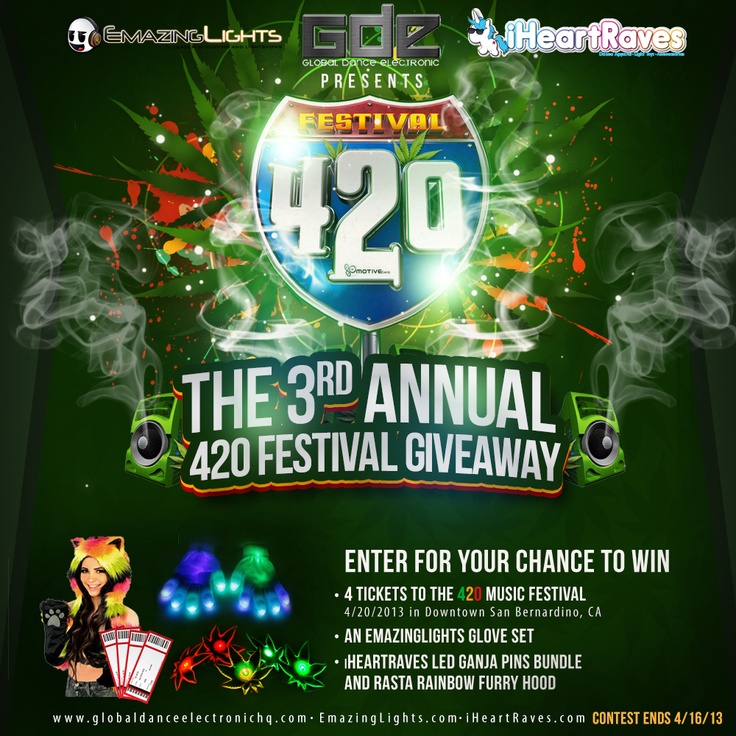 EMAZINGLIGHTS
GDE
GLOBAL DANCE ELECTRONIC
iHeartRaves
PRESENTS
FESTIVAL
420
MOTIVE
THE 3RD ANNUAL
420 FESTIVAL GIVEAWAY
ENTER FOR YOUR CHANCE TO WIN
• 4 TICKETS TO THE 420 MUSIC FESTIVAL
4/20/2013 in Downtown San Bernardino, CA
• AN EMAZINGLIGHTS GLOVE SET
• iHEARTRAVES LED GANJA PINS BUNDLE
AND RASTA RAINBOW FURRY HOOD
www.globaldanceelectronichq.com • EmazingLights.com • iHeartRaves.com CONTEST ENDS 4/16/13